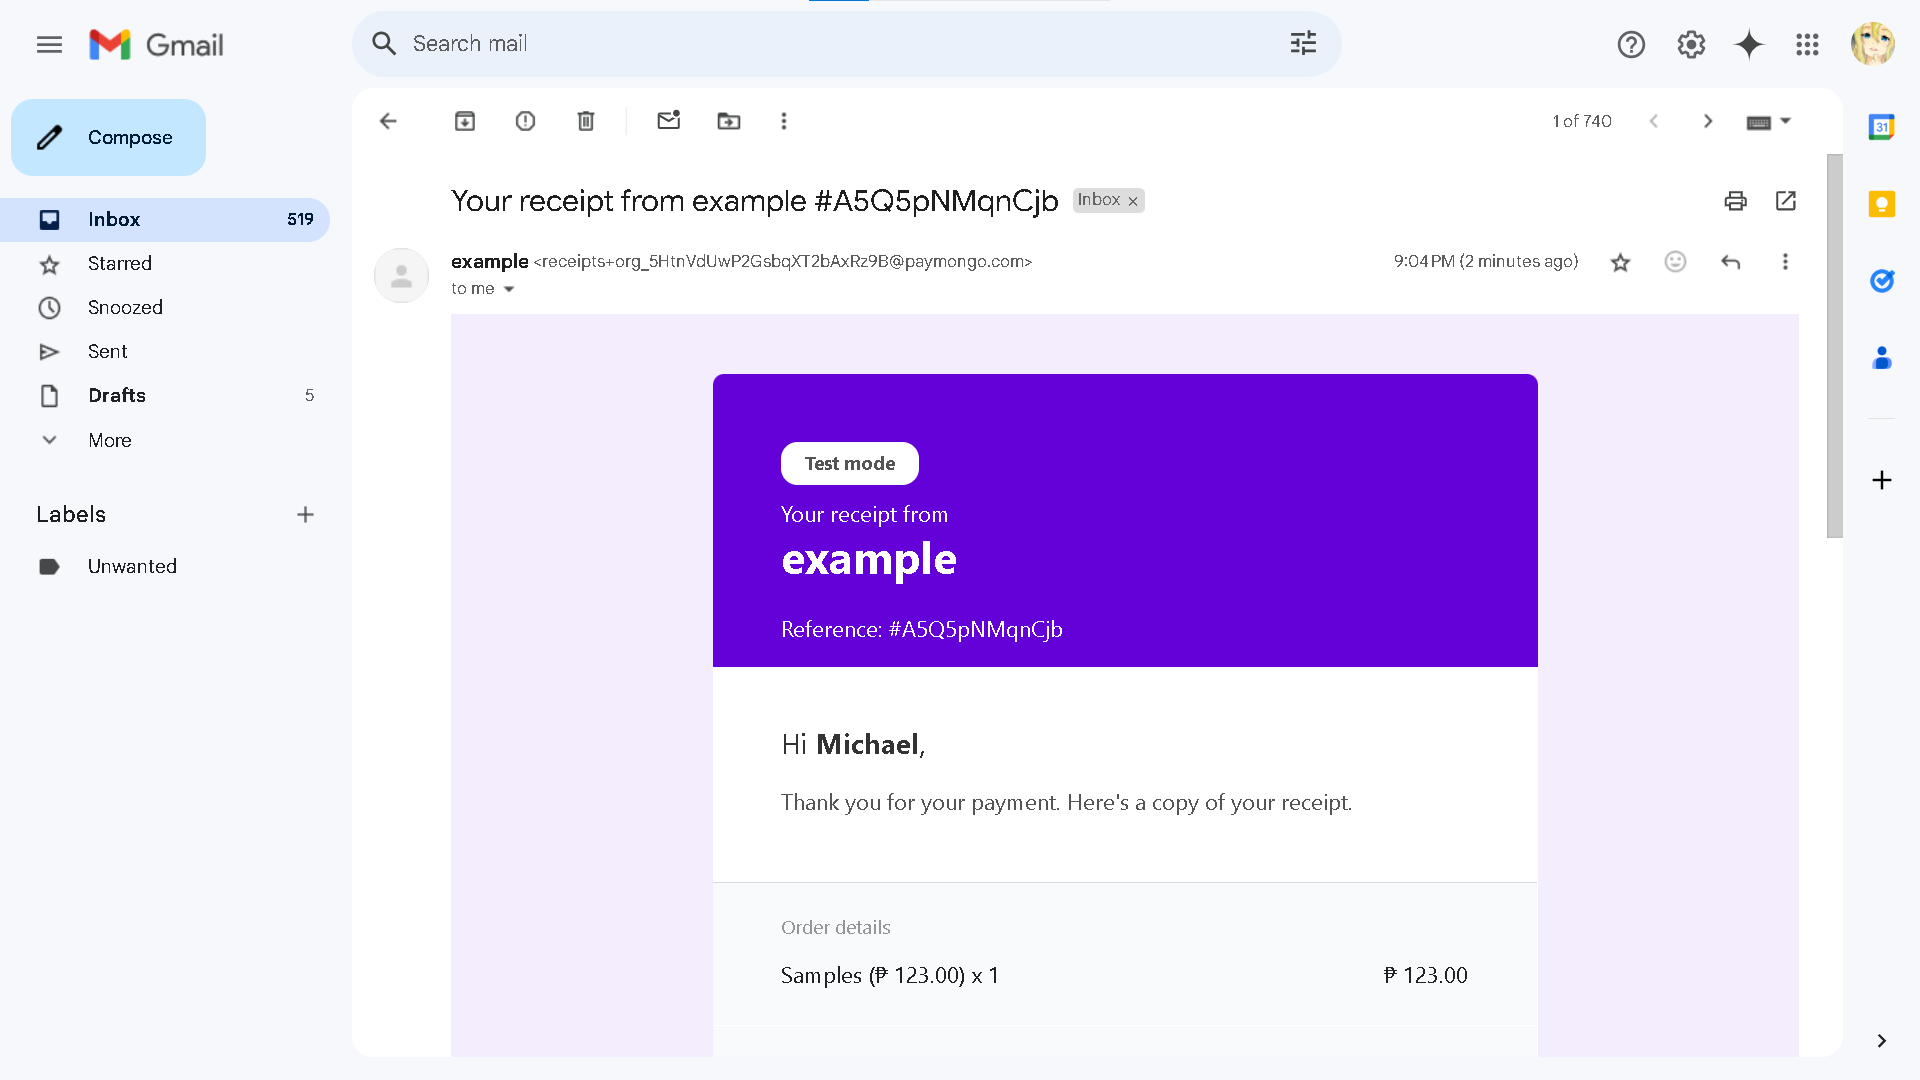 Gmail
Search mail
Compose
1 of 740
31
Inbox 519
Starred
Snoozed
Sent
Drafts 5
More
Labels
Unwanted
Your receipt from example #A5Q5pNMqnCjb Inbox
example <receipts+org_5HtnVdUwP2GsbqXT2bAxRz9B@paymongo.com> 9:04 PM (2 minutes ago)
to me
Test mode
Your receipt from
example
Reference: #A5Q5pNMqnCjb
Hi Michael,
Thank you for your payment. Here's a copy of your receipt.
Order details
Samples (₱ 123.00) x 1 ₱ 123.00